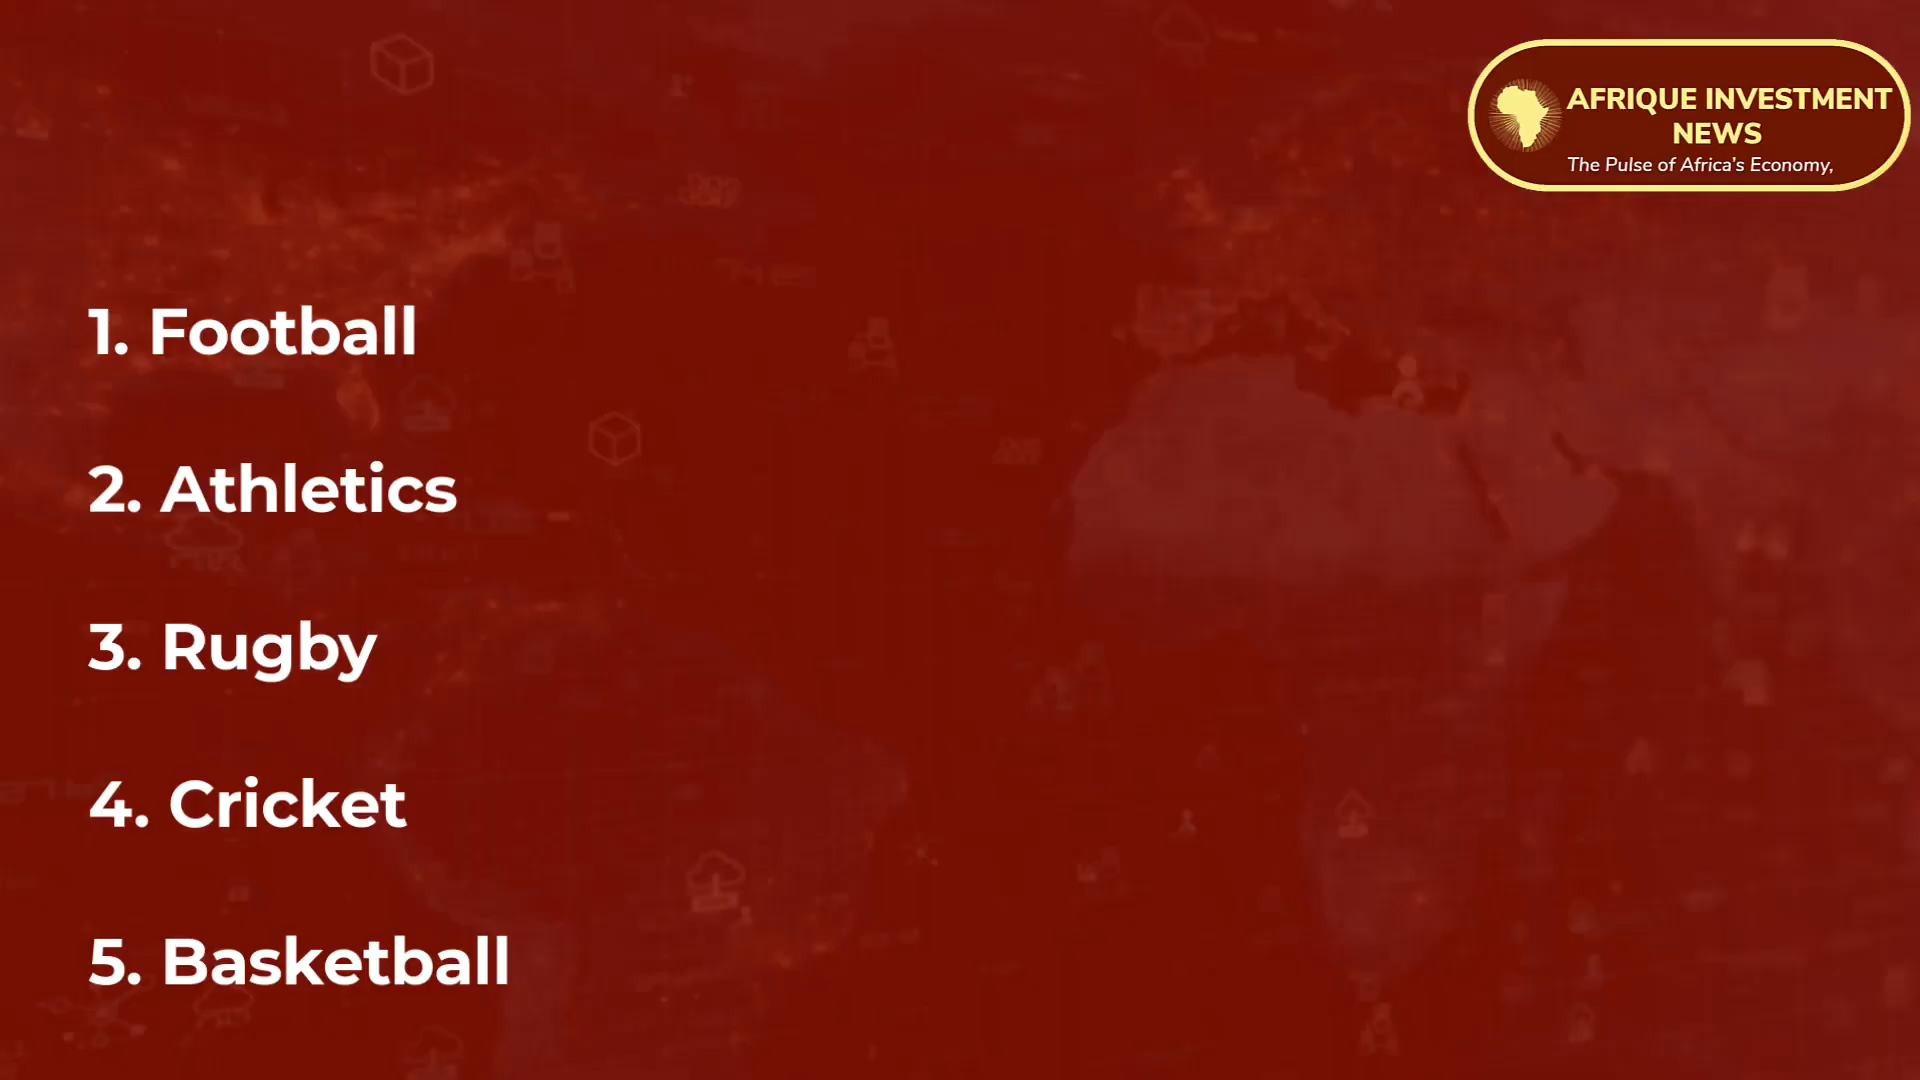 AFRIQUE INVESTMENT
NEWS
The Pulse of Africa's Economy,
1. Football
2. Athletics
3. Rugby
4. Cricket
5. Basketball